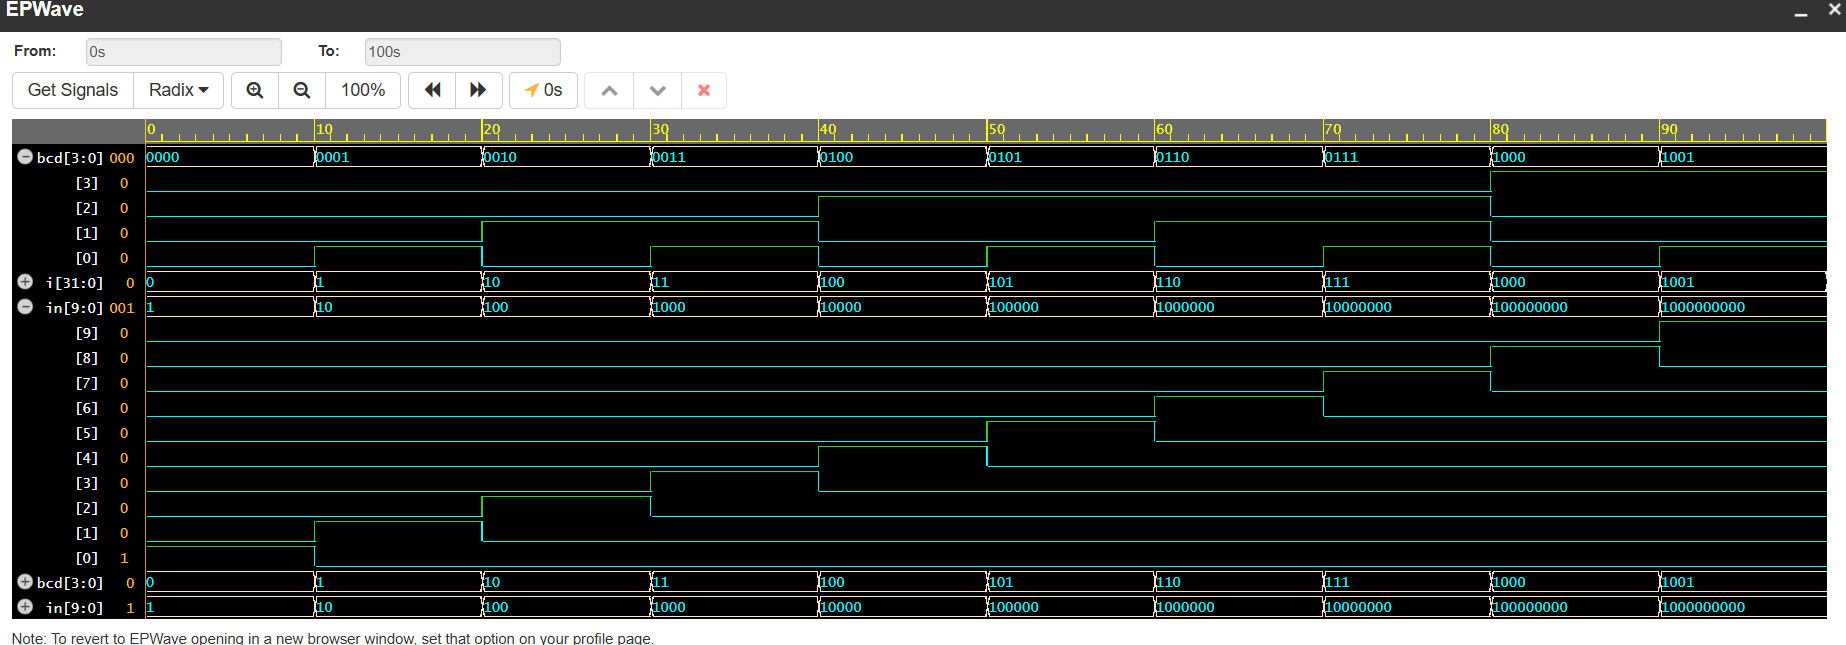 EPWave
From: 0s To: 100s
Get Signals Radix 100% 0s
0 10 20 30 40 50 60 70 80 90
bcd[3:0] 000 0000 0001 0010 0011 0100 0101 0110 0111 1000 1001
[3] 0
[2] 0
[1] 0
[0] 0
i[31:0] 0 0 1 10 11 100 101 110 111 1000 1001
in[9:0] 001 1 10 100 1000 10000 100000 1000000 10000000 100000000 1000000000
[9] 0
[8] 0
[7] 0
[6] 0
[5] 0
[4] 0
[3] 0
[2] 0
[1] 0
[0] 1
bcd[3:0] 0 0 1 10 11 100 101 110 111 1000 1001
in[9:0] 1 1 10 100 1000 10000 100000 1000000 10000000 100000000 1000000000
Note: To revert to EPWave opening in a new browser window, set that option on your profile page.